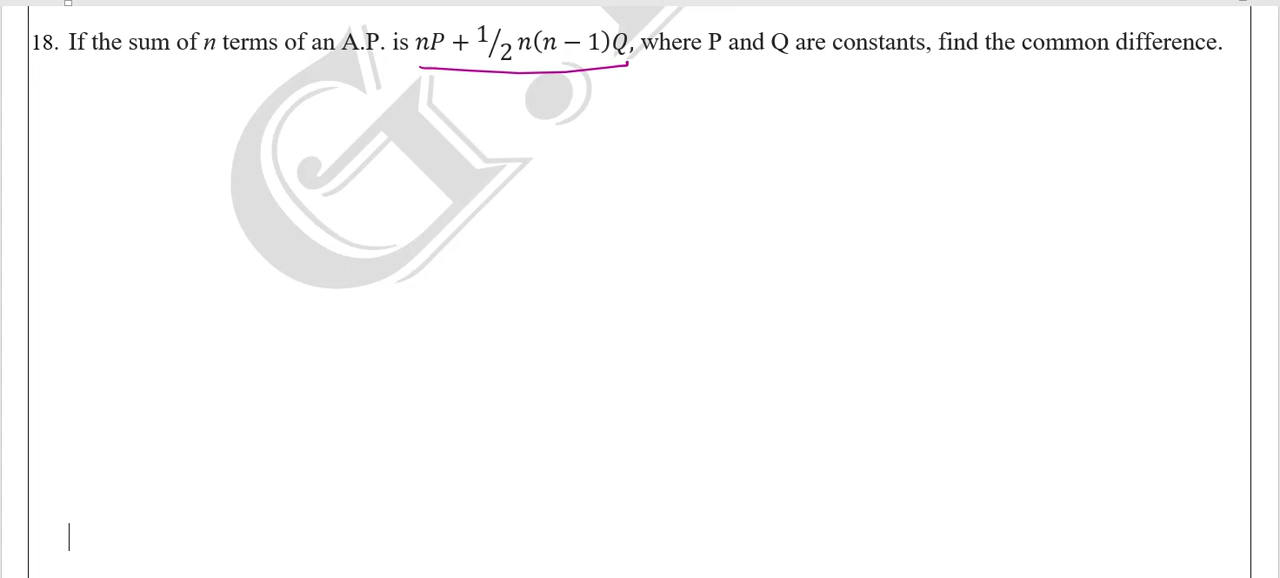 18. If the sum of n terms of an A.P. is nP + 1/2 n(n − 1)Q, where P and Q are constants, find the common difference.